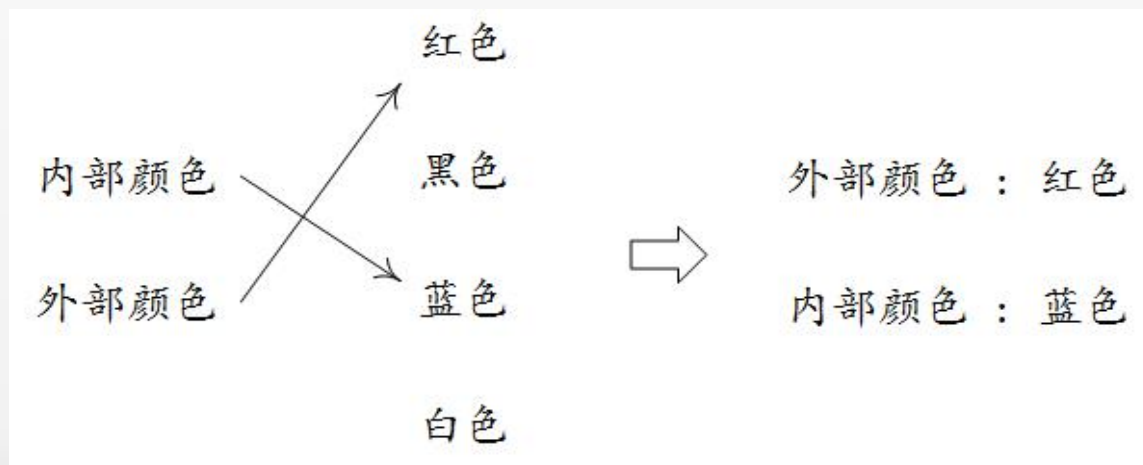 红色
内部颜色
黑色
外部颜色
蓝色
白色
外部颜色 : 红色
内部颜色 : 蓝色